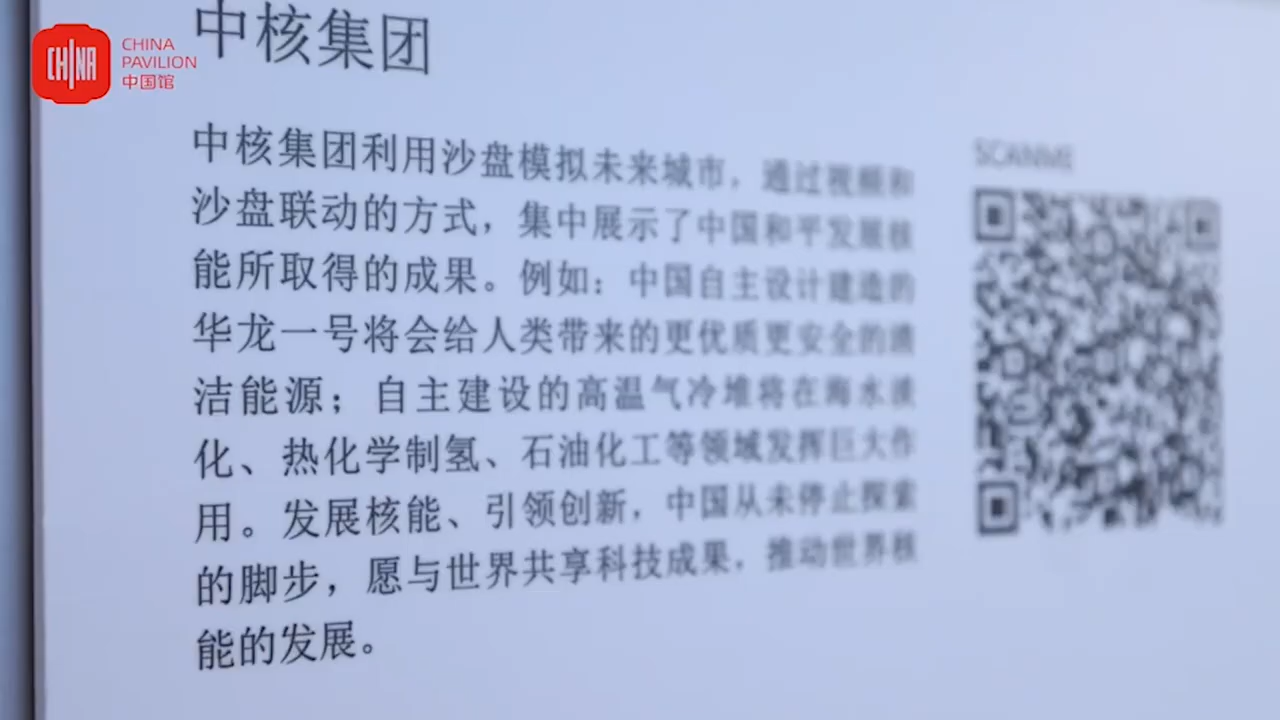 CHINA
CHINA
PAVILION
中国馆
中核集团
中核集团利用沙盘模拟未来城市，通过视频和
沙盘联动的方式，集中展示了中国和平发展核
能所取得的成果。例如：中国自主设计建造的
华龙一号将会给人类带来的更优质更安全的清
洁能源；自主建设的高温气冷堆将在海水淡
化、热化学制氢、石油化工等领域发挥巨大作
用。发展核能、引领创新，中国从未停止探索
的脚步，愿与世界共享科技成果，推动世界核
能的发展。
SCANME